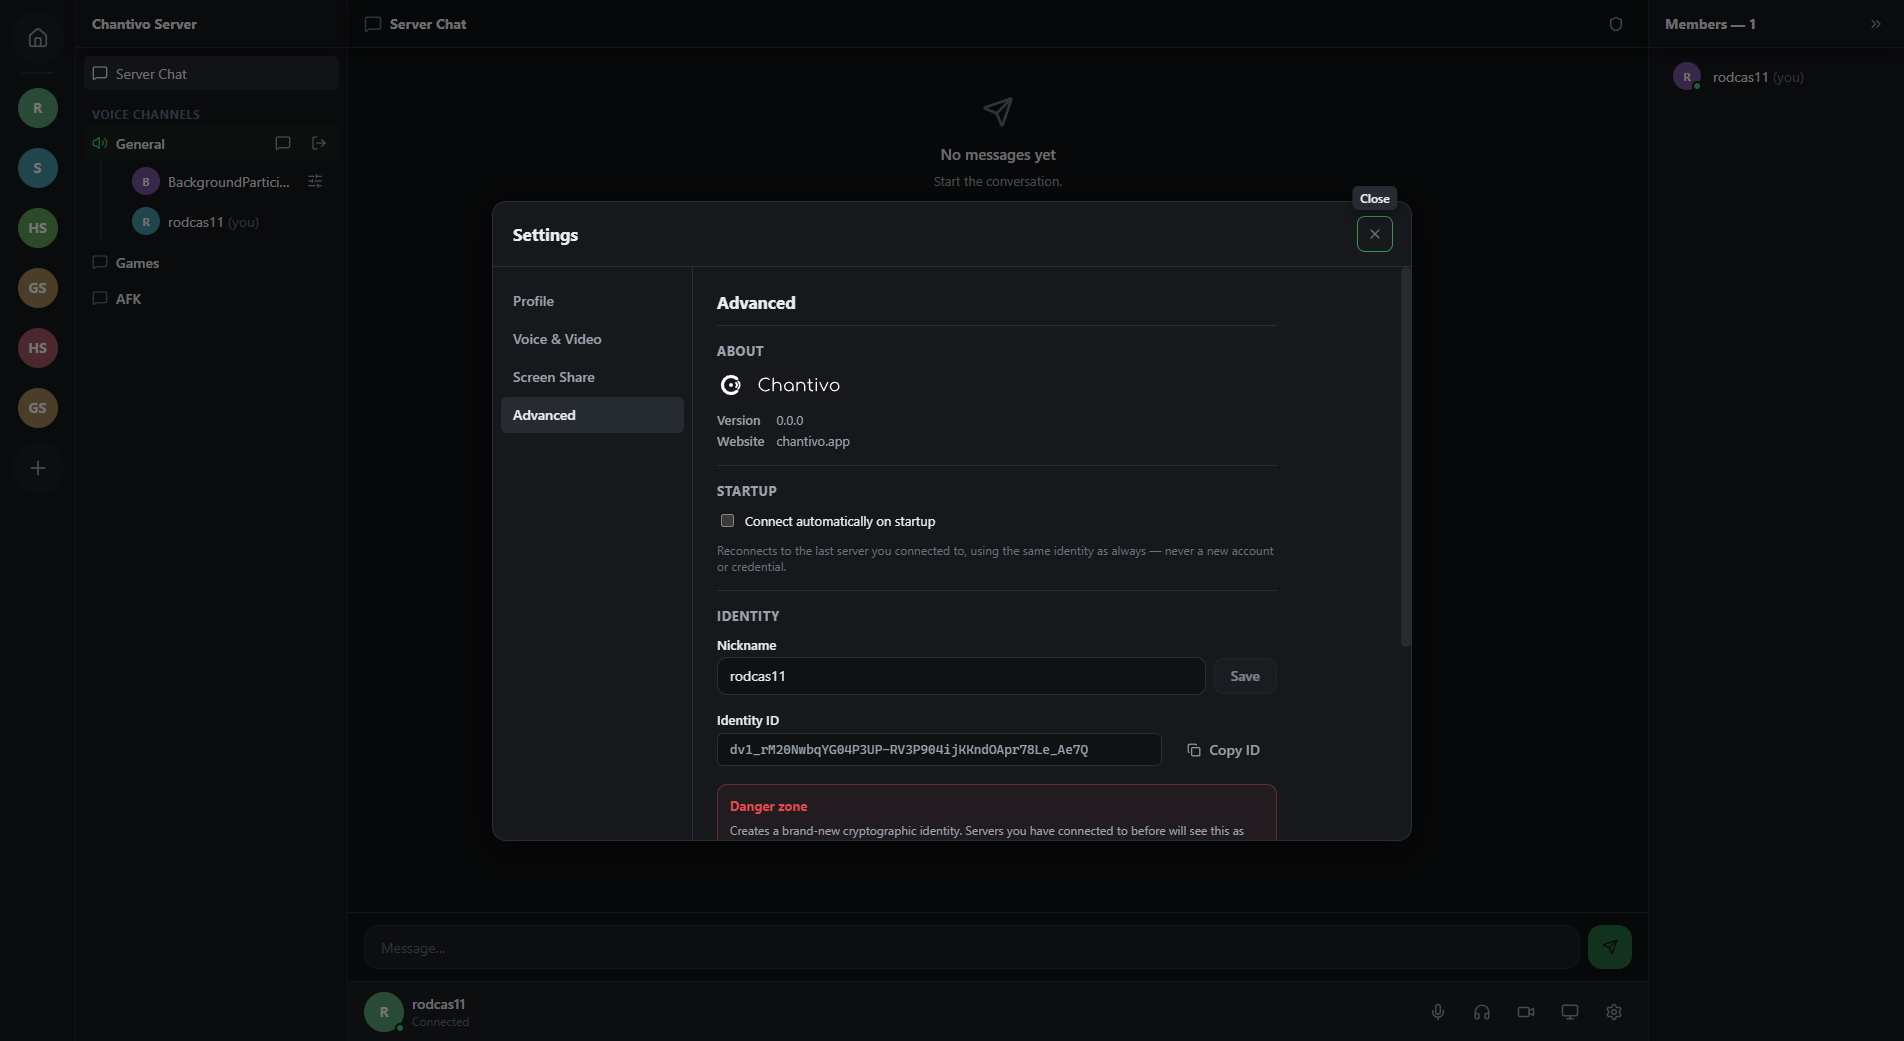 Chantivo Server
Server Chat
Members — 1
R
S
HS
GS
HS
GS
Server Chat
VOICE CHANNELS
General
B
BackgroundPartici...
R
rodcas11 (you)
Games
AFK
No messages yet
Start the conversation.
R
rodcas11 (you)
Close
Settings
Profile
Voice & Video
Screen Share
Advanced
Advanced
ABOUT
Chantivo
Version 0.0.0
Website chantivo.app
STARTUP
Connect automatically on startup
Reconnects to the last server you connected to, using the same identity as always — never a new account
or credential.
IDENTITY
Nickname
rodcas11
Save
Identity ID
dv1_rM20NwbqYG04P3UP-RV3P904ijKKndOApr78Le_Ae7Q
Copy ID
Danger zone
Creates a brand-new cryptographic identity. Servers you have connected to before will see this as
Message...
R
rodcas11
Connected